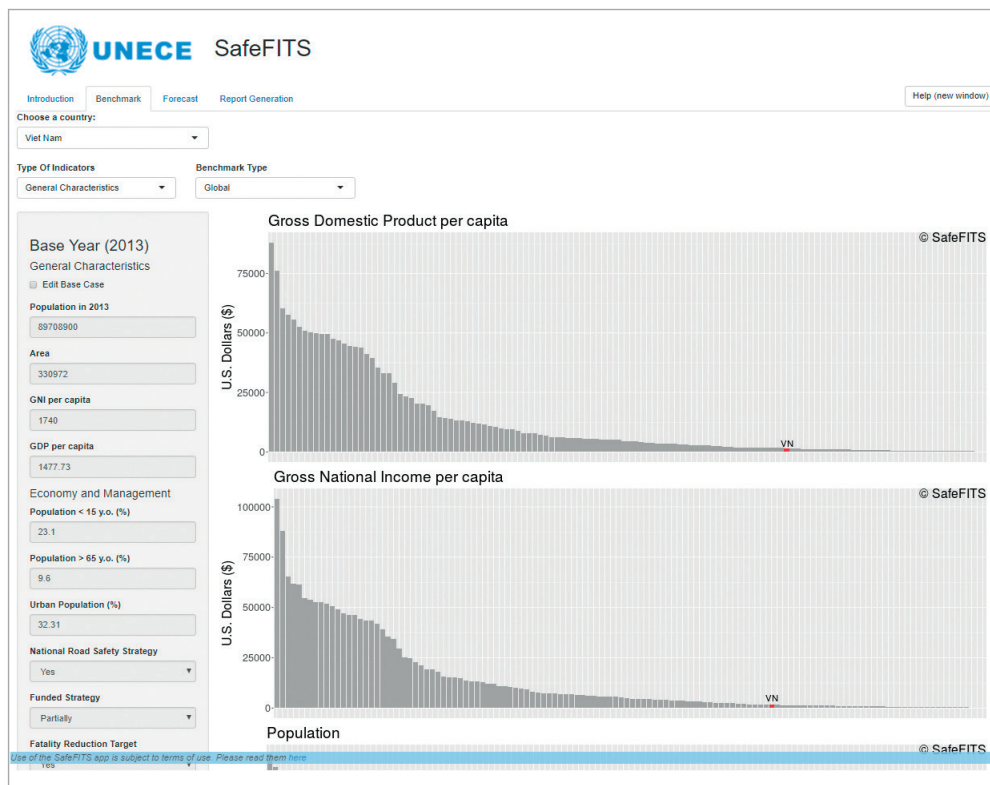 UNECE SafeFITS
Introduction Benchmark Forecast Report Generation Help (new window)
Choose a country:
Viet Nam
Type Of Indicators Benchmark Type
General Characteristics Global
Base Year (2013)
General Characteristics
Edit Base Case
Population in 2013
89708900
Area
330972
GNI per capita
1740
GDP per capita
1477.73
Economy and Management
Population < 15 y.o. (%)
23.1
Population > 65 y.o. (%)
9.6
Urban Population (%)
32.31
National Road Safety Strategy
Yes
Funded Strategy
Partially
Fatality Reduction Target
Yes
Gross Domestic Product per capita
© SafeFITS
U.S. Dollars ($)
75000
50000
25000
0
VN
Gross National Income per capita
© SafeFITS
U.S. Dollars ($)
100000
75000
50000
25000
0
VN
Population
© SafeFITS
Use of the SafeFITS app is subject to terms of use. Please read them here